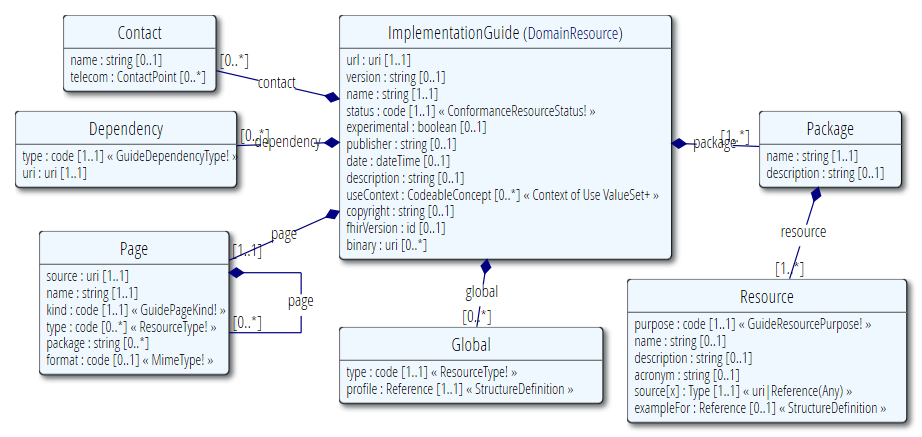 Contact
name : string [0..1]
telecom : ContactPoint [0..*]
[0..*]
contact
ImplementationGuide (DomainResource)
url : uri [1..1]
version : string [0..1]
name : string [1..1]
status : code [1..1] « ConformanceResourceStatus! »
experimental : boolean [0..1]
publisher : string [0..1]
date : dateTime [0..1]
description : string [0..1]
useContext : CodeableConcept [0..*] « Context of Use ValueSet+ »
copyright : string [0..1]
fhirVersion : id [0..1]
binary : uri [0..*]
Dependency
type : code [1..1] « GuideDependencyType! »
uri : uri [1..1]
[0..*]
dependency
package
[1..*]
Package
name : string [1..1]
description : string [0..1]
Page
source : uri [1..1]
name : string [1..1]
kind : code [1..1] « GuidePageKind! »
type : code [0..*] « ResourceType! »
package : string [0..*]
format : code [0..1] « MimeType! »
[1..1]
page
page
[0..*]
global
[0..*]
Global
type : code [1..1] « ResourceType! »
profile : Reference [1..1] « StructureDefinition »
resource
[1..*]
Resource
purpose : code [1..1] « GuideResourcePurpose! »
name : string [0..1]
description : string [0..1]
acronym : string [0..1]
source[x] : Type [1..1] « uri|Reference(Any) »
exampleFor : Reference [0..1] « StructureDefinition »